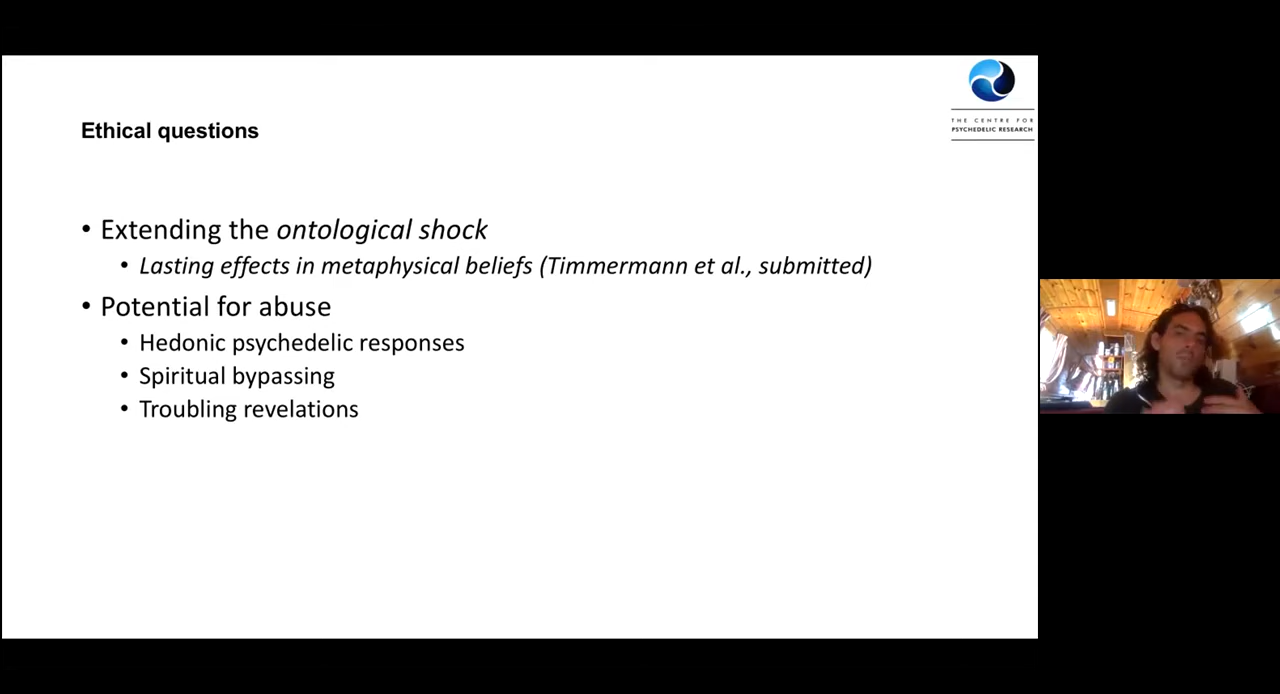 THE CENTRE FOR
PSYCHEDELIC RESEARCH
Ethical questions
• Extending the ontological shock
• Lasting effects in metaphysical beliefs (Timmermann et al., submitted)
• Potential for abuse
• Hedonic psychedelic responses
• Spiritual bypassing
• Troubling revelations